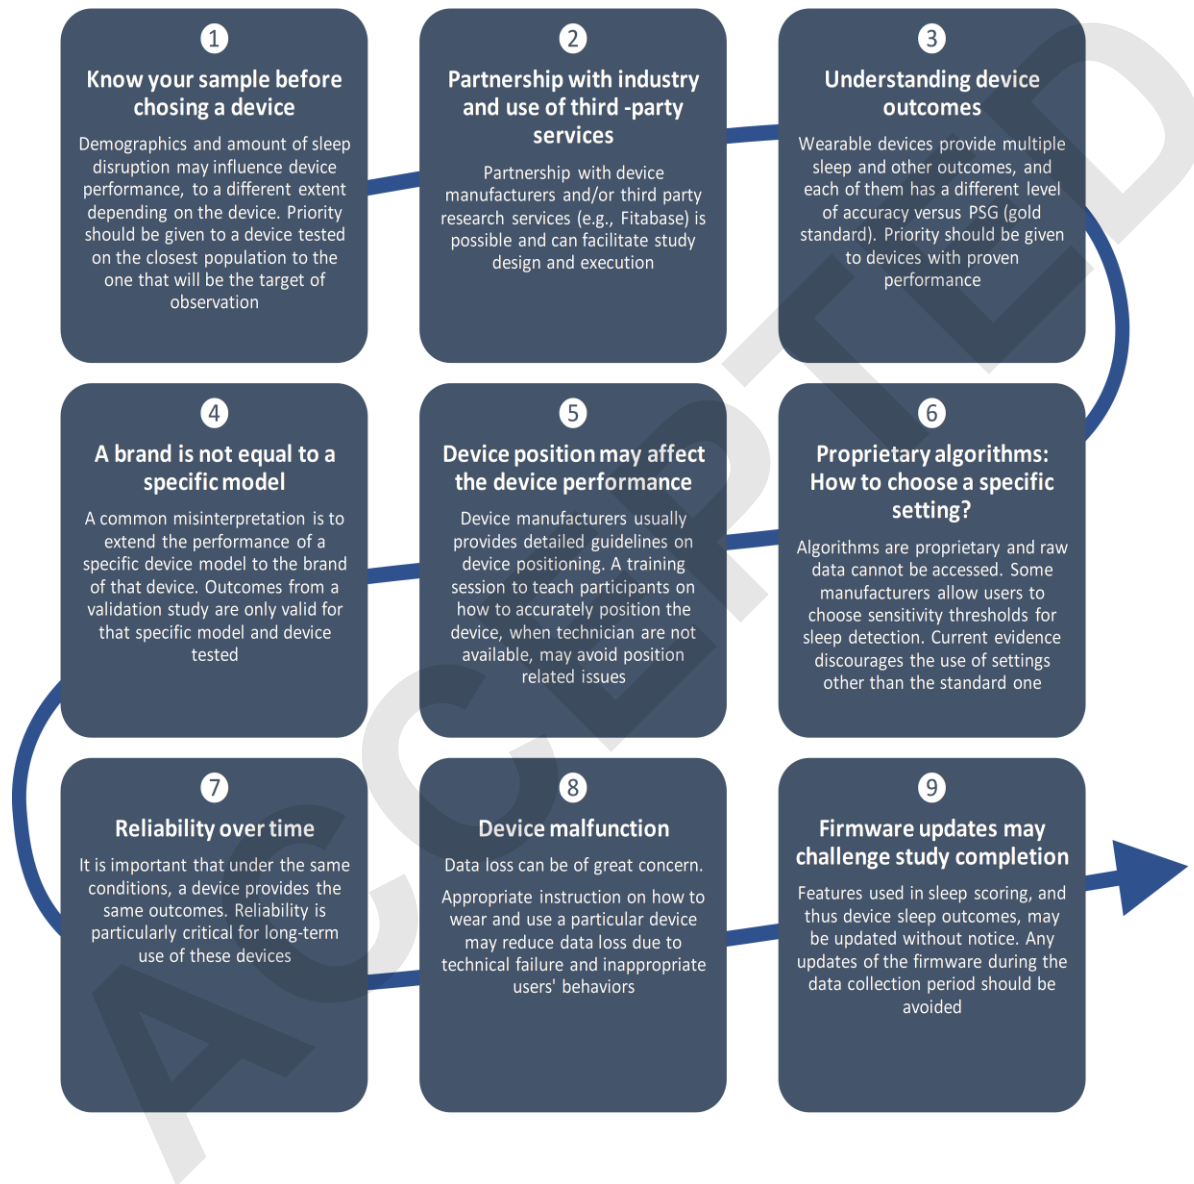 1
Know your sample before
chosing a device
Demographics and amount of sleep
disruption may influence device
performance, to a different extent
depending on the device. Priority
should be given to a device tested
on the closest population to the
one that will be the target of
observation
2
Partnership with industry
and use of third -party
services
Partnership with device
manufacturers and/or third party
research services (e.g., Fitabase) is
possible and can facilitate study
design and execution
3
Understanding device
outcomes
Wearable devices provide multiple
sleep and other outcomes, and
each of them has a different level
of accuracy versus PSG (gold
standard). Priority should be given
to devices with proven
performance
4
A brand is not equal to a
specific model
A common misinterpretation is to
extend the performance of a
specific device model to the brand
of that device. Outcomes from a
validation study are only valid for
that specific model and device
tested
5
Device position may affect
the device performance
Device manufacturers usually
provides detailed guidelines on
device positioning. A training
session to teach participants on
how to accurately position the
device, when technician are not
available, may avoid position
related issues
6
Proprietary algorithms:
How to choose a specific
setting?
Algorithms are proprietary and raw
data cannot be accessed. Some
manufacturers allow users to
choose sensitivity thresholds for
sleep detection. Current evidence
discourages the use of settings
other than the standard one
7
Reliability over time
It is important that under the same
conditions, a device provides the
same outcomes. Reliability is
particularly critical for long-term
use of these devices
8
Device malfunction
Data loss can be of great concern.
Appropriate instruction on how to
wear and use a particular device
may reduce data loss due to
technical failure and inappropriate
users' behaviors
9
Firmware updates may
challenge study completion
Features used in sleep scoring, and
thus device sleep outcomes, may
be updated without notice. Any
updates of the firmware during the
data collection period should be
avoided
ACCEPTED